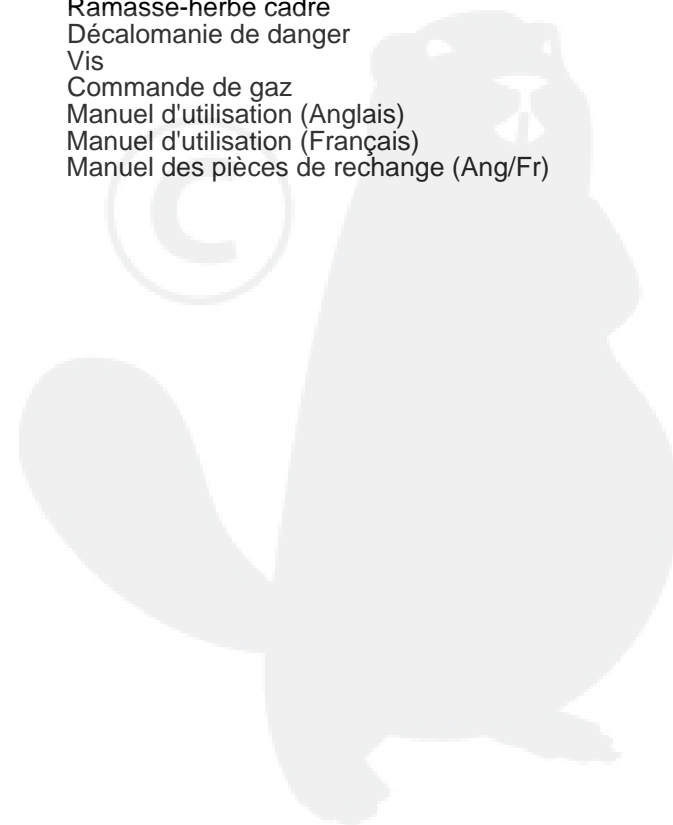 Ramasse-herbe cadre
Décalomanie de danger
Vis
Commande de gaz
Manuel d'utilisation (Anglais)
Manuel d'utilisation (Français)
Manuel des pièces de rechange (Ang/Fr)
©